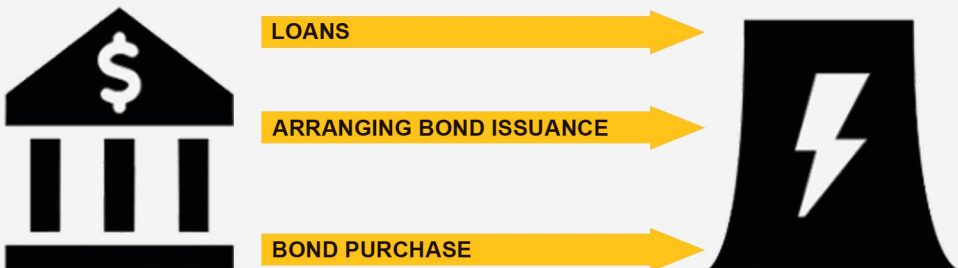 $
LOANS
ARRANGING BOND ISSUANCE
BOND PURCHASE